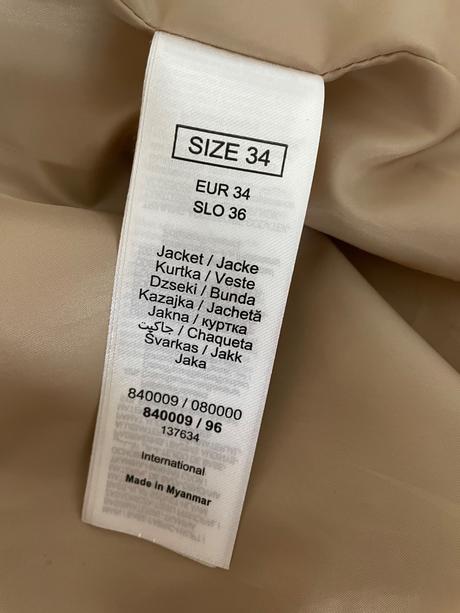 SIZE 34
EUR 34
SLO 36
Jacket / Jacke
Kurtka / Veste
Dzseki / Bunda
Kazajka / Jachetă
Jakna / куртка
جاكيت / Chaqueta
Švarkas / Jakk
Jaka
840009 / 080000
840009 / 96
137634
International
Made in Myanmar